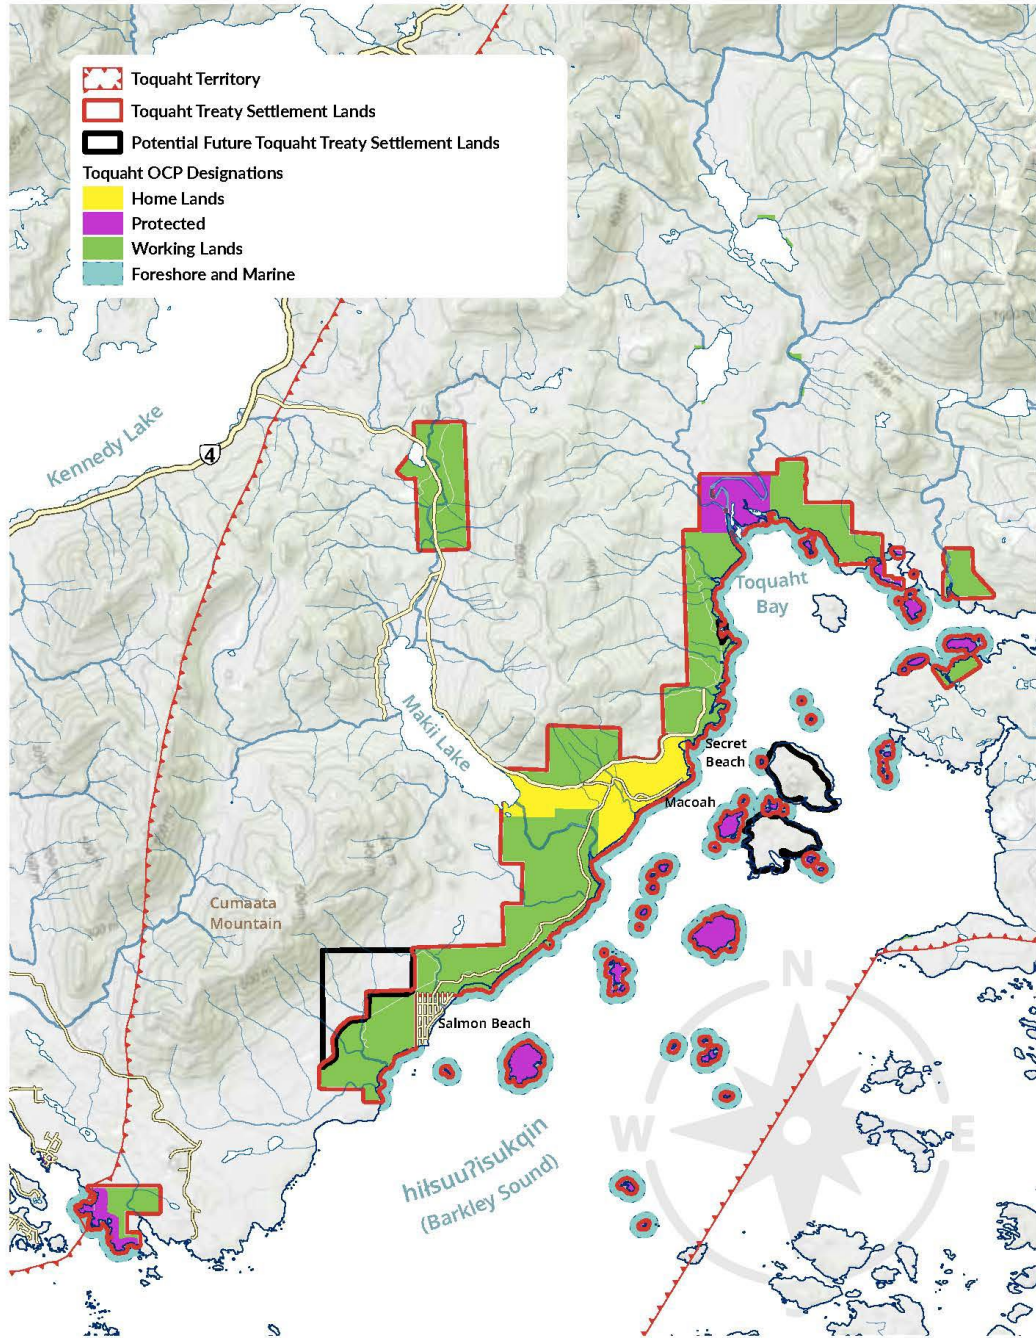 Toquaht Territory
Toquaht Treaty Settlement Lands
Potential Future Toquaht Treaty Settlement Lands
Toquaht OCP Designations
Home Lands
Protected
Working Lands
Foreshore and Marine
Kennedy Lake
4
Toquaht
Bay
Makii Lake
Secret
Beach
Macoah
Cumaata
Mountain
Salmon Beach
N
W
E
hiłsuuʔisukqin
(Barkley Sound)